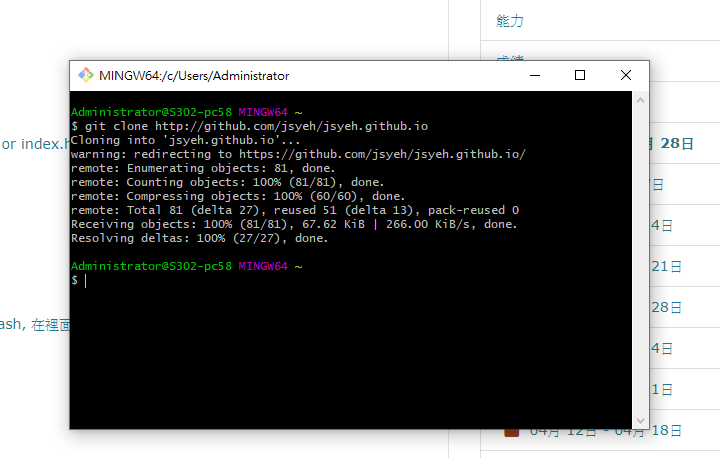 能力
成績
MINGW64:/c/Users/Administrator
Administrator@S302-pc58 MINGW64 ~
$ git clone http://github.com/jsyeh/jsyeh.github.io
Cloning into 'jsyeh.github.io'...
warning: redirecting to https://github.com/jsyeh/jsyeh.github.io/
remote: Enumerating objects: 81, done.
remote: Counting objects: 100% (81/81), done.
remote: Compressing objects: 100% (60/60), done.
remote: Total 81 (delta 27), reused 51 (delta 13), pack-reused 0
Receiving objects: 100% (81/81), 67.62 KiB | 266.00 KiB/s, done.
Resolving deltas: 100% (27/27), done.
Administrator@S302-pc58 MINGW64 ~
$
or index.h
月 28日
7日
4日
21日
28日
ash, 在裡面
4日
1日
04月 12日 - 04月 18日